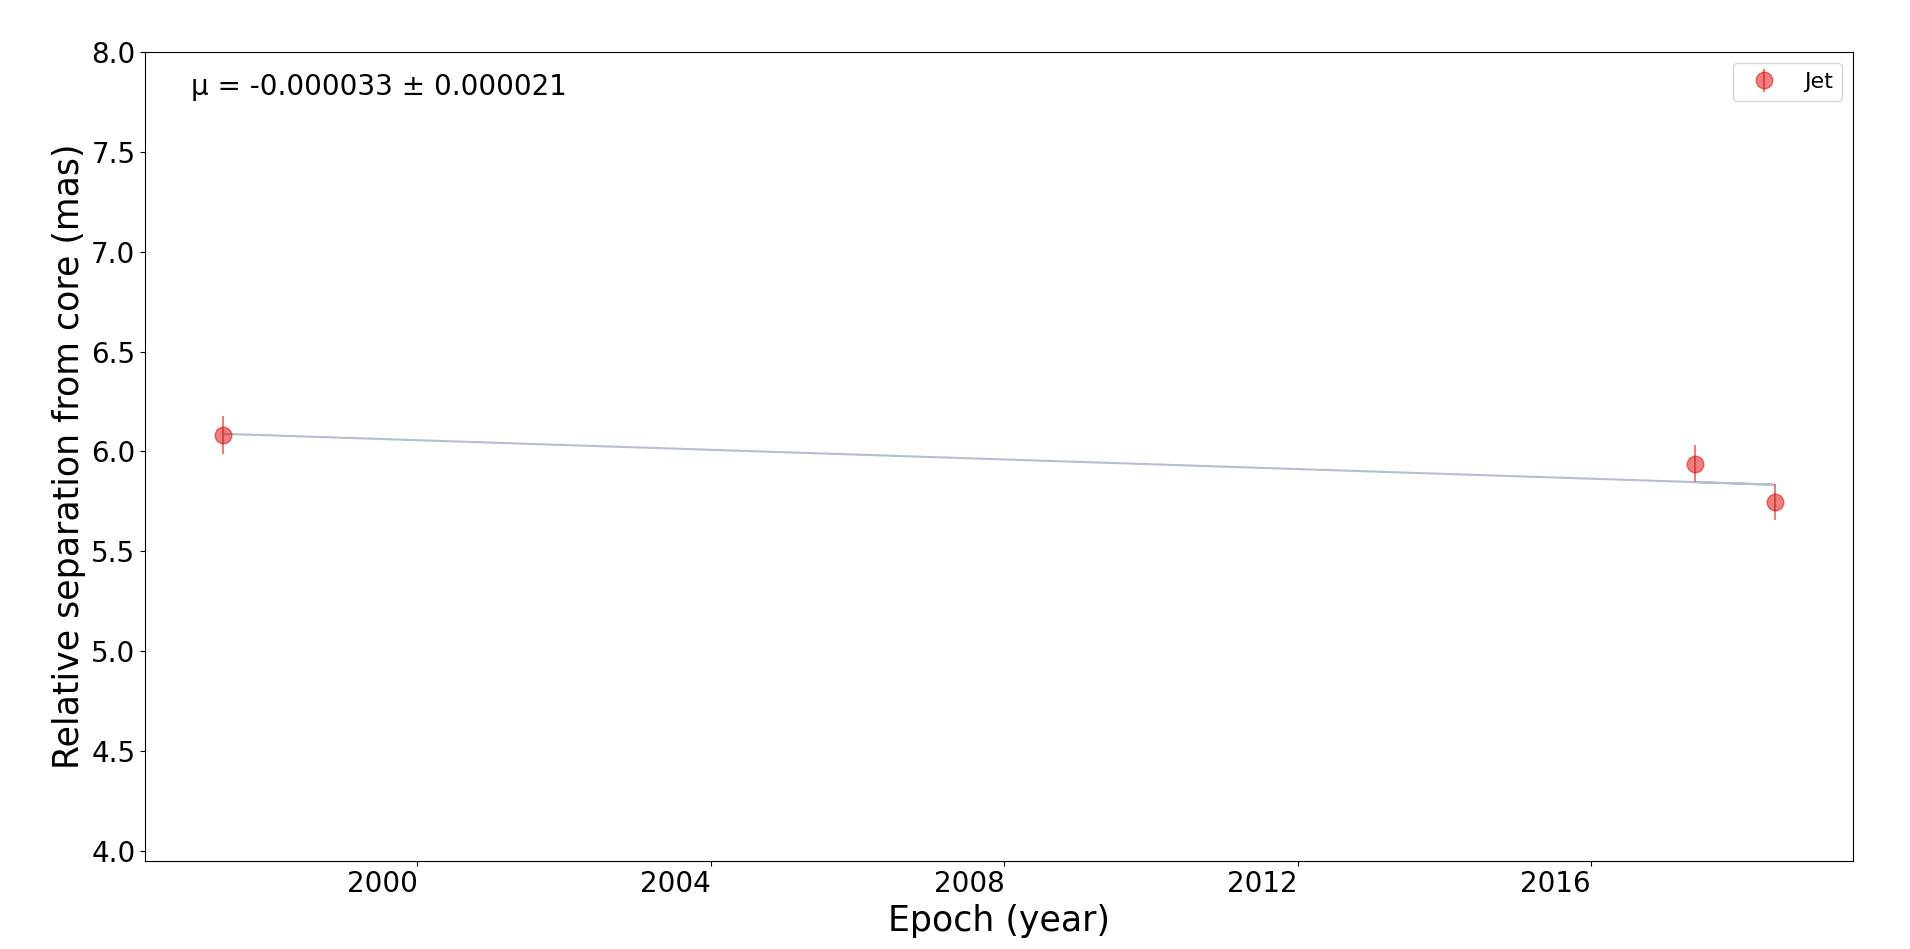 μ = -0.000033 ± 0.000021
Jet
Relative separation from core (mas)
8.0
7.5
7.0
6.5
6.0
5.5
5.0
4.5
4.0
2000 2004 2008 2012 2016
Epoch (year)